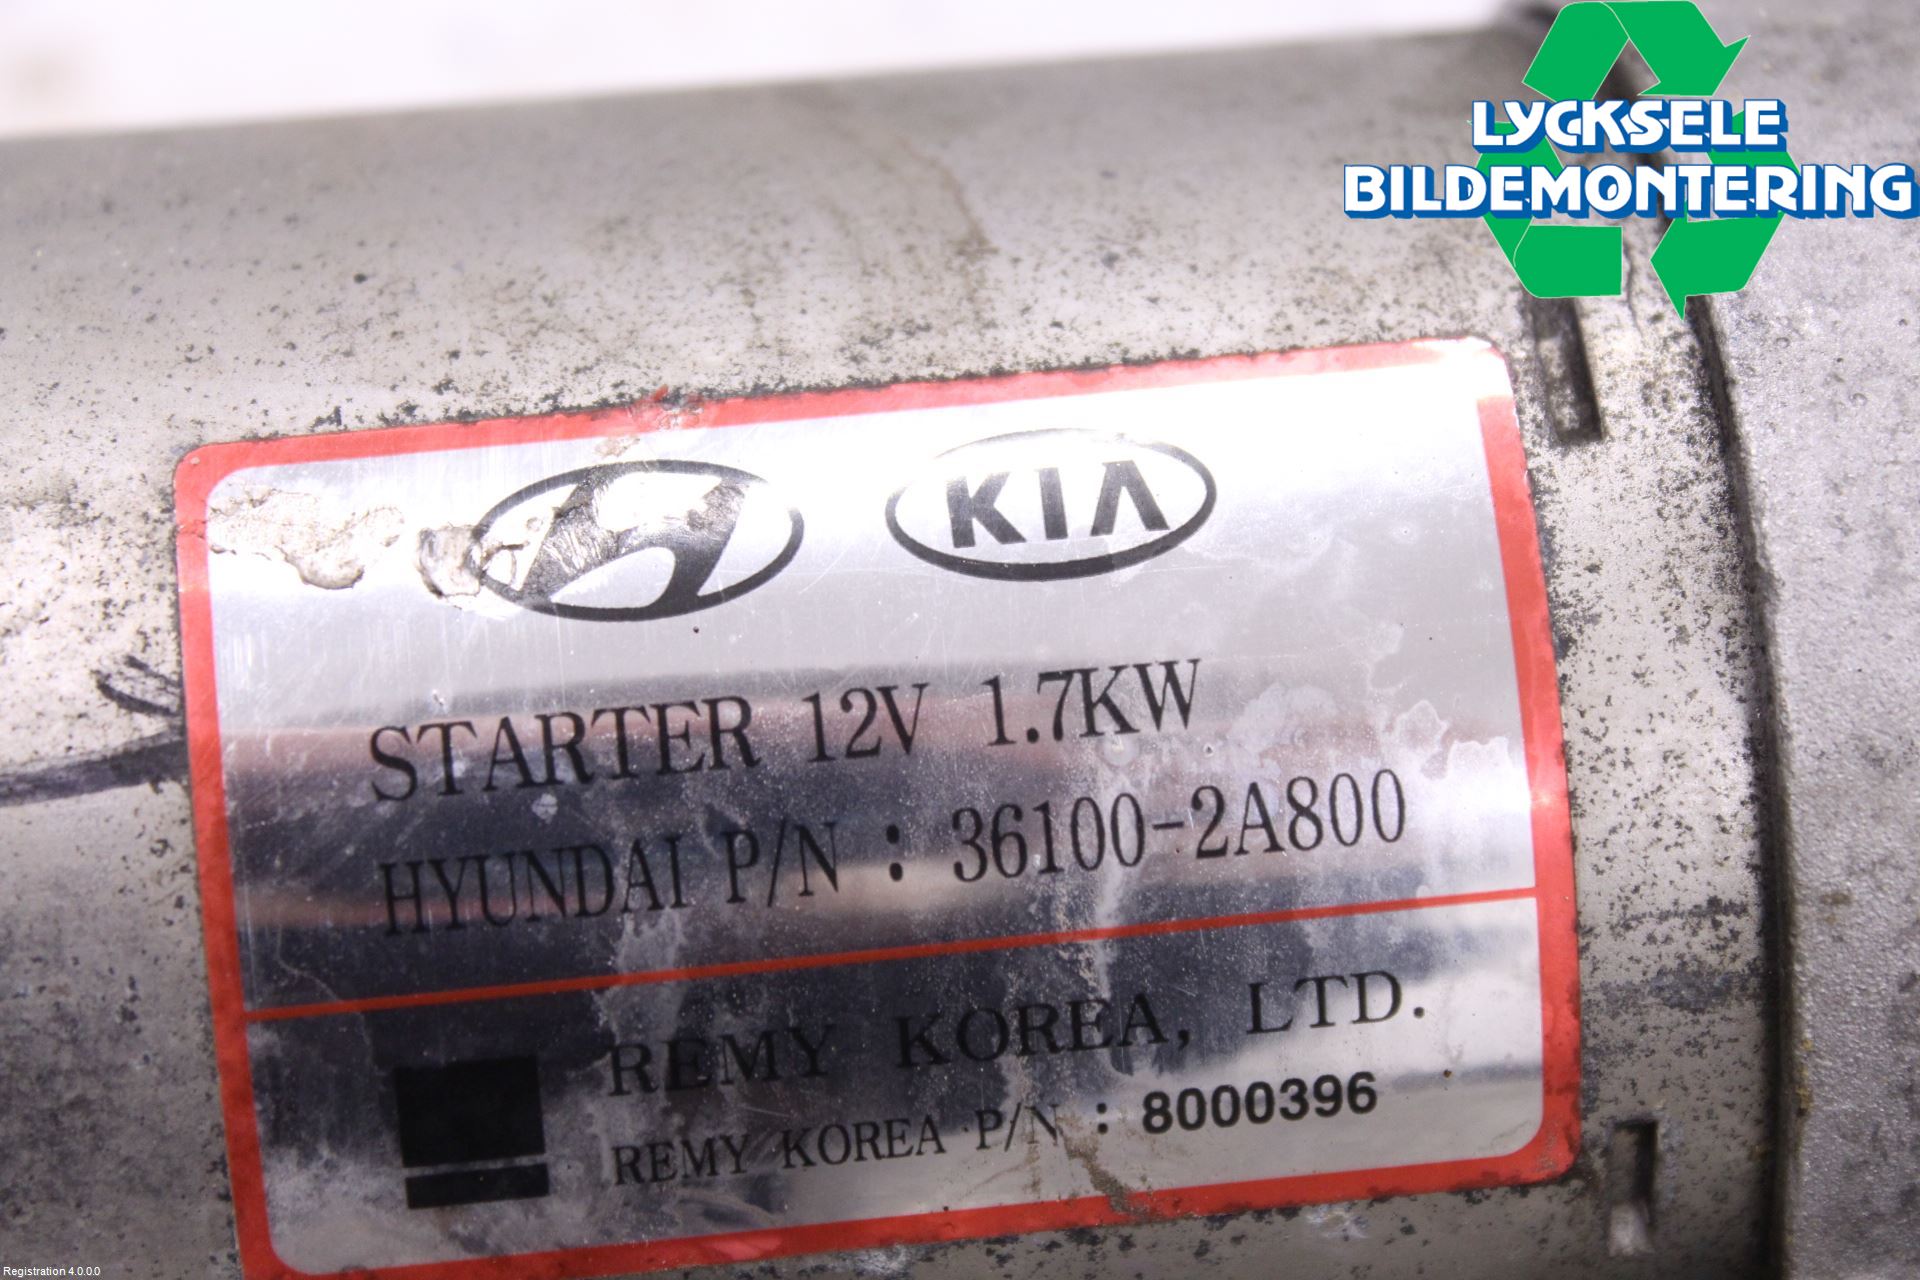 LYCKSELE
BILDEMONTERING
KIA
STARTER 12V 1.7KW
HYUNDAI P/N : 36100-2A800
REMY KOREA, LTD.
REMY KOREA P/N : 8000396
Registration 4.0.0.0